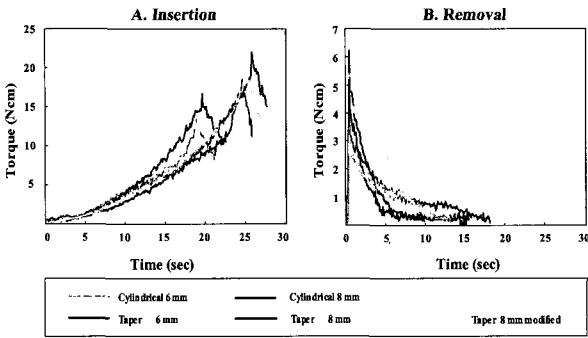 A. Insertion
B. Removal
Torque (Ncm)
25
20
15
10
5
0 5 10 15 20 25 30
Time (sec)
Torque (Ncm)
7
6
5
4
3
2
1
0 5 10 15 20 25 30
Time (sec)
Cylindrical 6 mm
Cylindrical 8 mm
Taper 6 mm
Taper 8 mm
Taper 8 mm modified